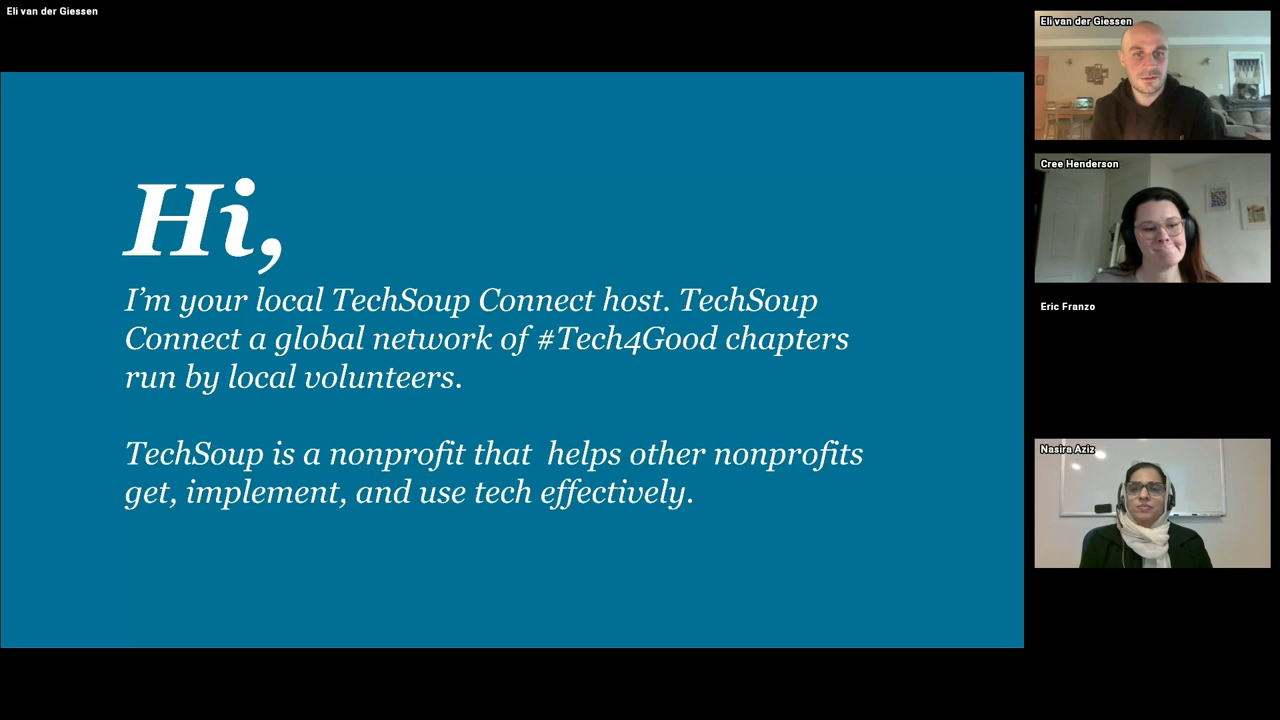 Eli van der Giessen
Hi,
I'm your local TechSoup Connect host. TechSoup
Connect a global network of #Tech4Good chapters
run by local volunteers.
TechSoup is a nonprofit that  helps other nonprofits
get, implement, and use tech effectively.
Eli van der Giessen
Cree Henderson
Eric Franzo
Nasira Aziz